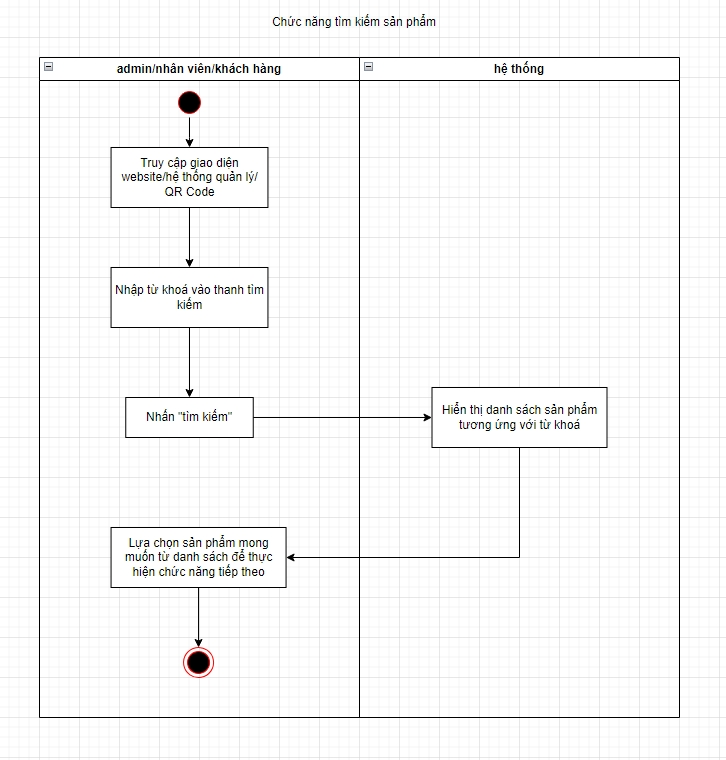 Chức năng tìm kiếm sản phẩm
admin/nhân viên/khách hàng
hệ thống
Truy cập giao diện
website/hệ thống quản lý/
QR Code
Nhập từ khoá vào thanh tìm
kiếm
Nhấn "tìm kiếm"
Hiển thị danh sách sản phẩm
tương ứng với từ khoá
Lựa chọn sản phẩm mong
muốn từ danh sách để thực
hiện chức năng tiếp theo